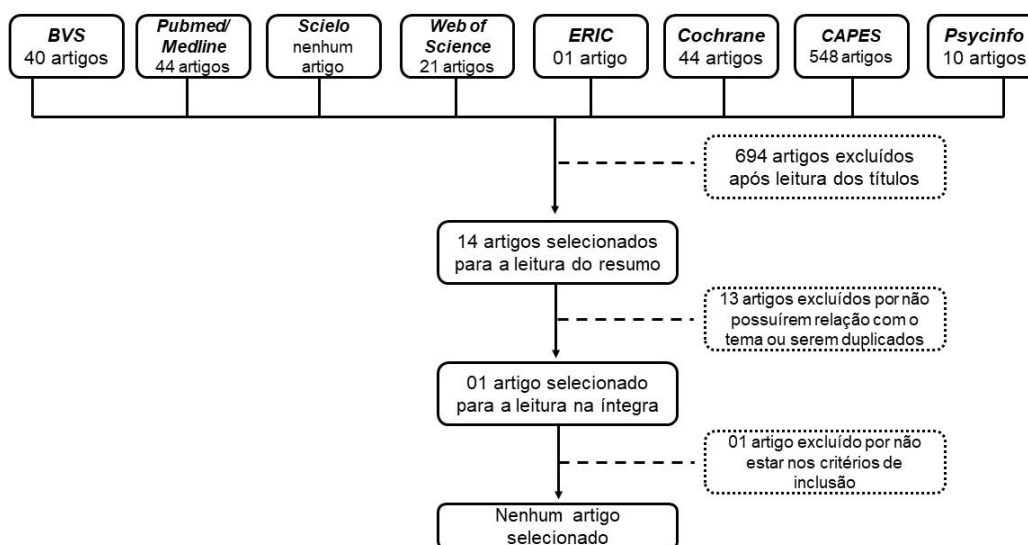 BVS
40 artigos
Pubmed/
Medline
44 artigos
Scielo
nenhum
artigo
Web of
Science
21 artigos
ERIC
01 artigo
Cochrane
44 artigos
CAPES
548 artigos
Psycinfo
10 artigos
694 artigos excluídos
após leitura dos títulos
14 artigos selecionados
para a leitura do resumo
13 artigos excluídos por não
possuírem relação com o
tema ou serem duplicados
01 artigo selecionado
para a leitura na íntegra
01 artigo excluído por não
estar nos critérios de
inclusão
Nenhum artigo
selecionado